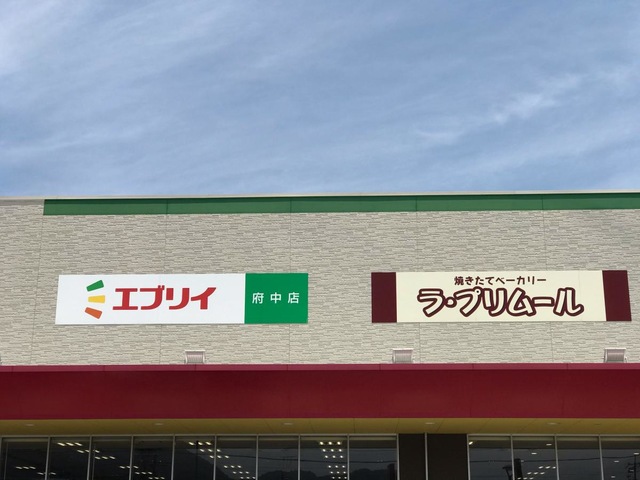 エブリイ
府中店
焼きたてベーカリー
ラ・プリムール